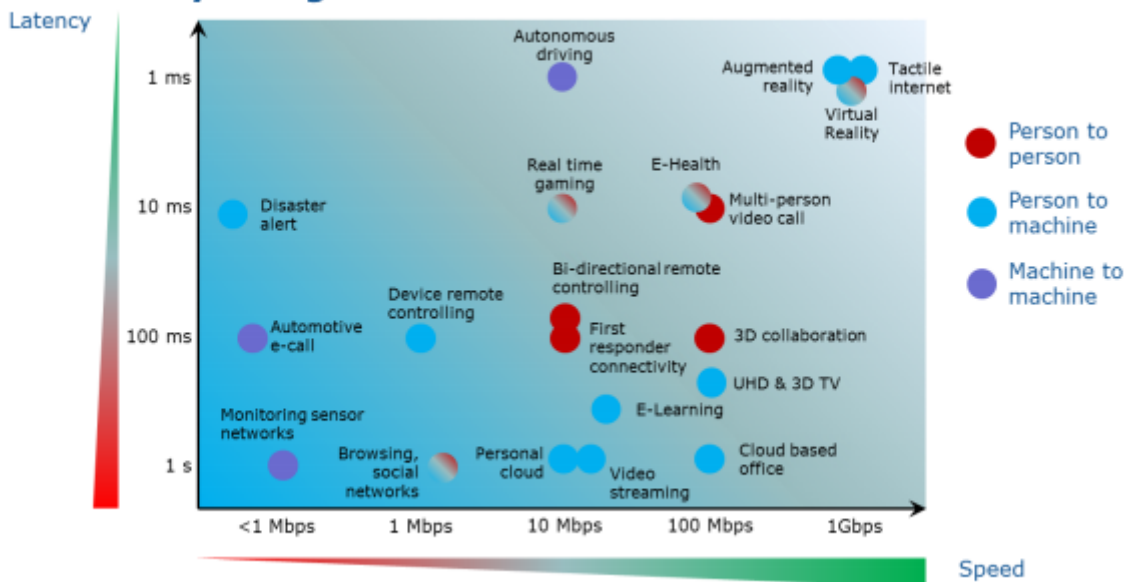 Latency
Autonomous
driving
1 ms
Augmented
reality
Tactile
internet
Virtual
Reality
Person to
person
Real time
gaming
E-Health
10 ms
Disaster
alert
Multi-person
video call
Person to
machine
Bi-directional remote
controlling
Device remote
controlling
Machine to
machine
100 ms
Automotive
e-call
First
responder
connectivity
3D collaboration
UHD & 3D TV
E-Learning
Monitoring sensor
networks
1 s
Browsing,
social
networks
Personal
cloud
Video
streaming
Cloud based
office
<1 Mbps
1 Mbps
10 Mbps
100 Mbps
1Gbps
Speed